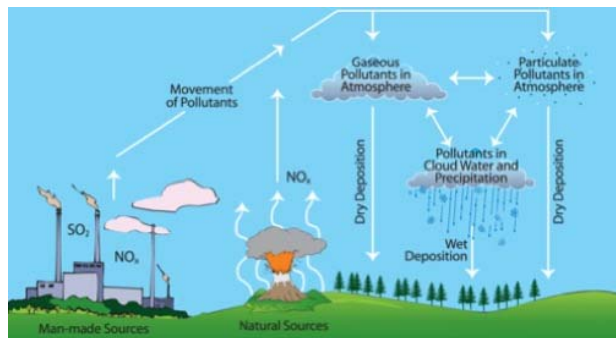 Gaseous
Pollutants in
Atmosphere
Particulate
Pollutants in
Atmosphere
Movement
of Pollutants
Pollutants in
Cloud Water and
Precipitation
NOₓ
Dry Deposition
Dry Deposition
SO₂
NOₓ
Wet
Deposition
Man-made Sources
Natural Sources